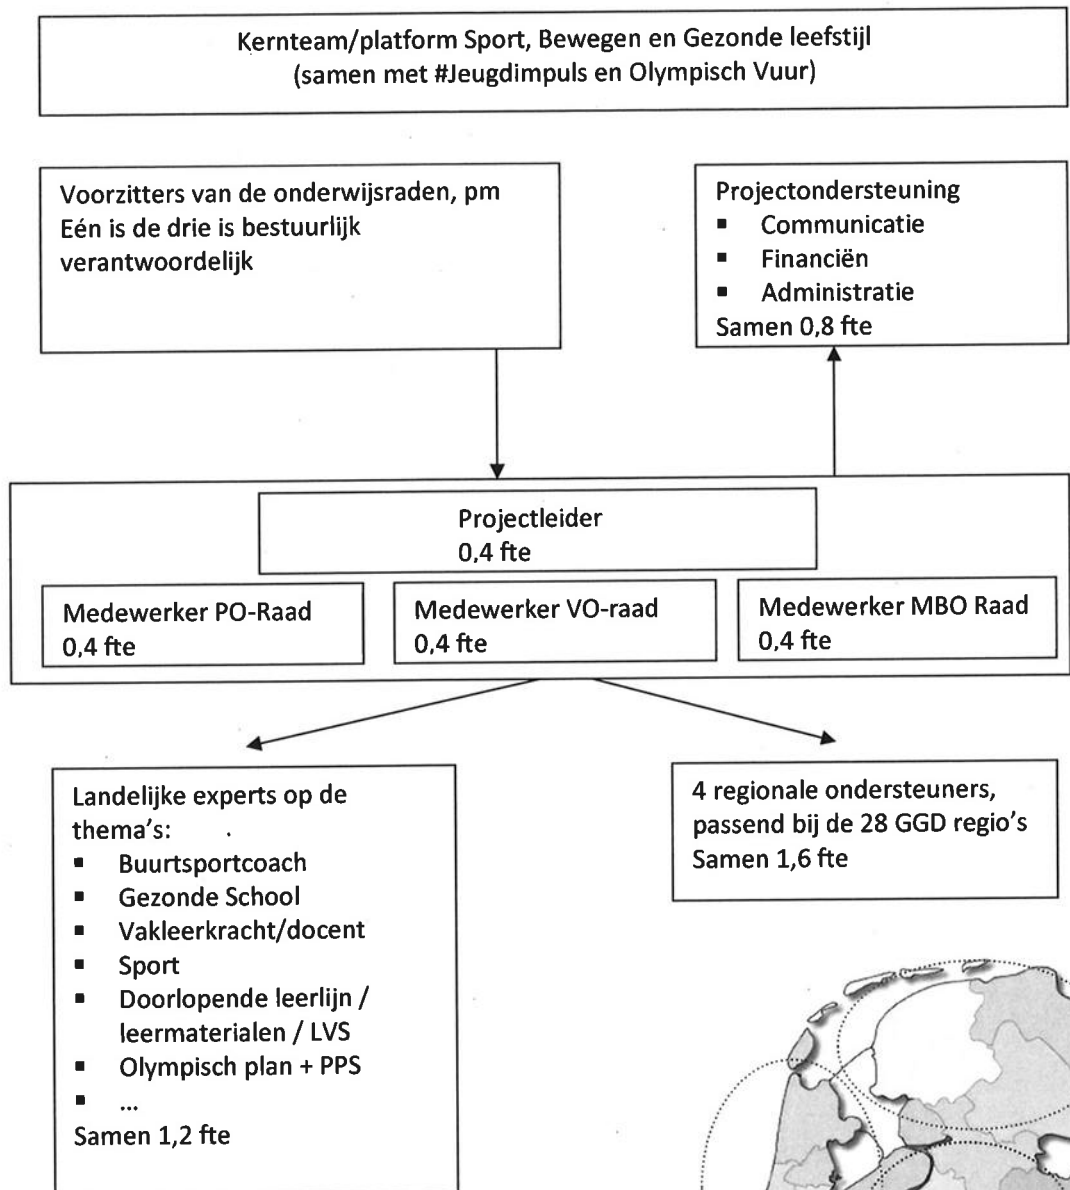 Kernteam/platform Sport, Bewegen en Gezonde leefstijl
(samen met #Jeugdimpuls en Olympisch Vuur)
Voorzitters van de onderwijsraden, pm
Eén is de drie is bestuurlijk
verantwoordelijk
Projectondersteuning
▪ Communicatie
▪ Financiën
▪ Administratie
Samen 0,8 fte
Projectleider
0,4 fte
Medewerker PO-Raad
0,4 fte
Medewerker VO-raad
0,4 fte
Medewerker MBO Raad
0,4 fte
Landelijke experts op de
thema's:
▪ Buurtsportcoach
▪ Gezonde School
▪ Vakleerkracht/docent
▪ Sport
▪ Doorlopende leerlijn /
leermaterialen / LVS
▪ Olympisch plan + PPS
▪ ...
Samen 1,2 fte
4 regionale ondersteuners,
passend bij de 28 GGD regio's
Samen 1,6 fte